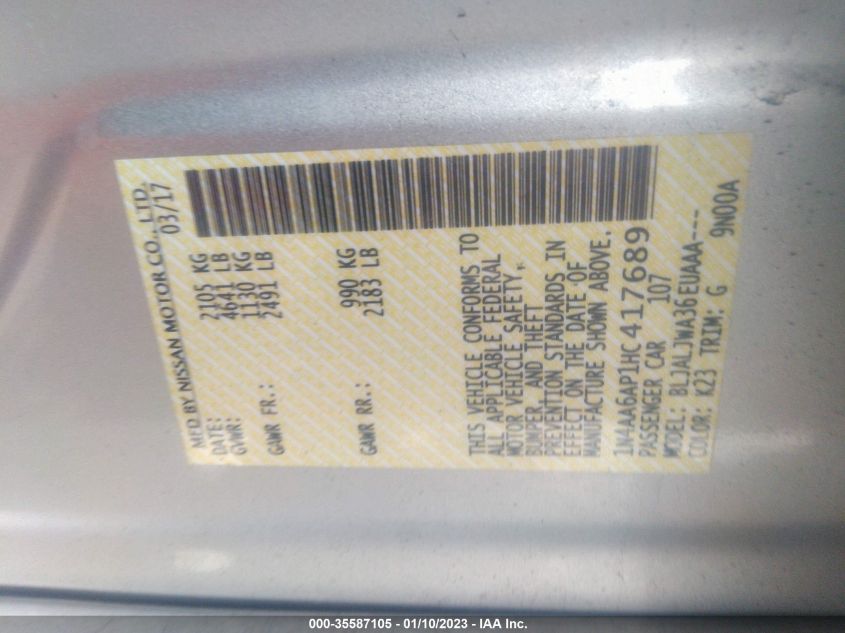 MFD BY NISSAN MOTOR CO., LTD.
DATE: 03/17
GVWR: 2105 KG
4641 LB
GAWR FR.: 1130 KG
2491 LB
GAWR RR.: 990 KG
2183 LB
THIS VEHICLE CONFORMS TO
ALL APPLICABLE FEDERAL
MOTOR VEHICLE SAFETY,
BUMPER, AND THEFT
PREVENTION STANDARDS IN
EFFECT ON THE DATE OF
MANUFACTURE SHOWN ABOVE.
1N4AA6AP1HC417689
PASSENGER CAR 107
MODEL: BLJALJWA36EUAAA----
COLOR: K23 TRIM: G 9N00A
000-35587105 - 01/10/2023 - IAA Inc.